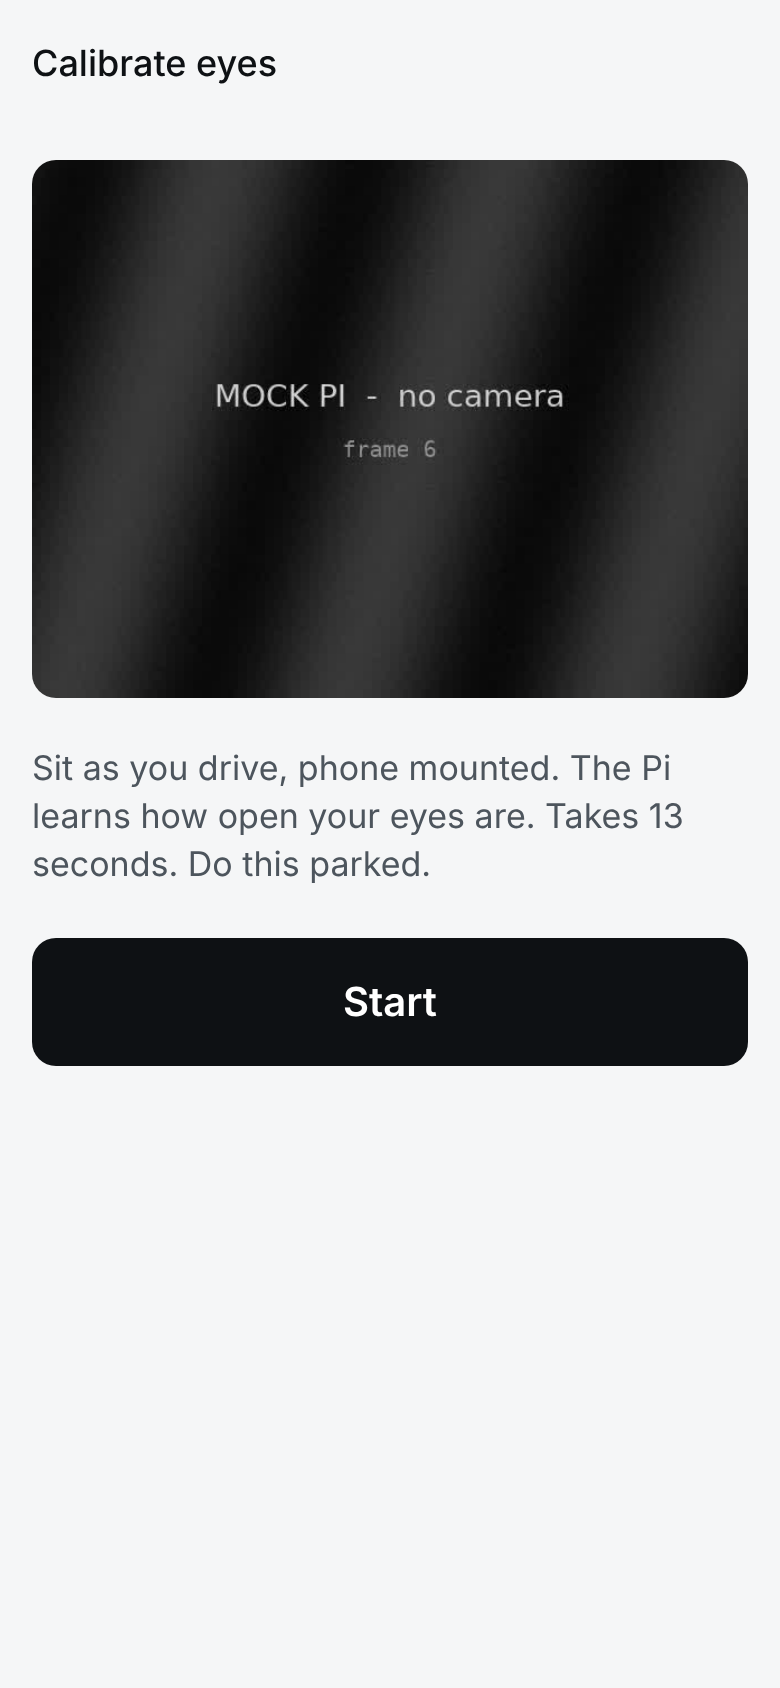 Calibrate eyes
MOCK PI - no camera
frame 6
Sit as you drive, phone mounted. The Pi
learns how open your eyes are. Takes 13
seconds. Do this parked.
Start